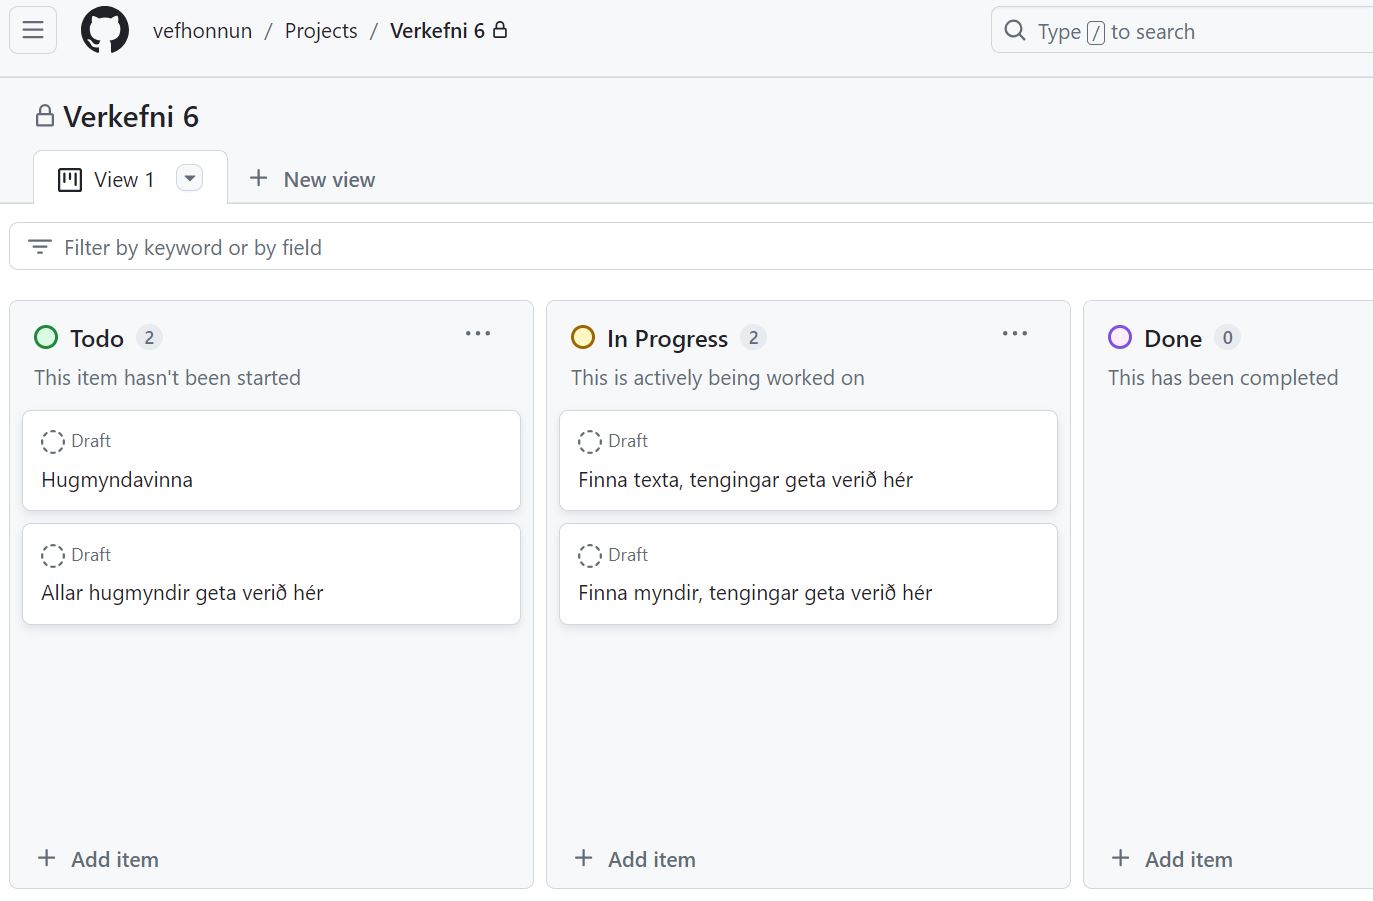 vefhonnun / Projects / Verkefni 6
Type / to search
Verkefni 6
View 1
New view
Filter by keyword or by field
Todo 2
This item hasn't been started
Draft
Hugmyndavinna
Draft
Allar hugmyndir geta verið hér
+ Add item
In Progress 2
This is actively being worked on
Draft
Finna texta, tengingar geta verið hér
Draft
Finna myndir, tengingar geta verið hér
+ Add item
Done 0
This has been completed
+ Add item